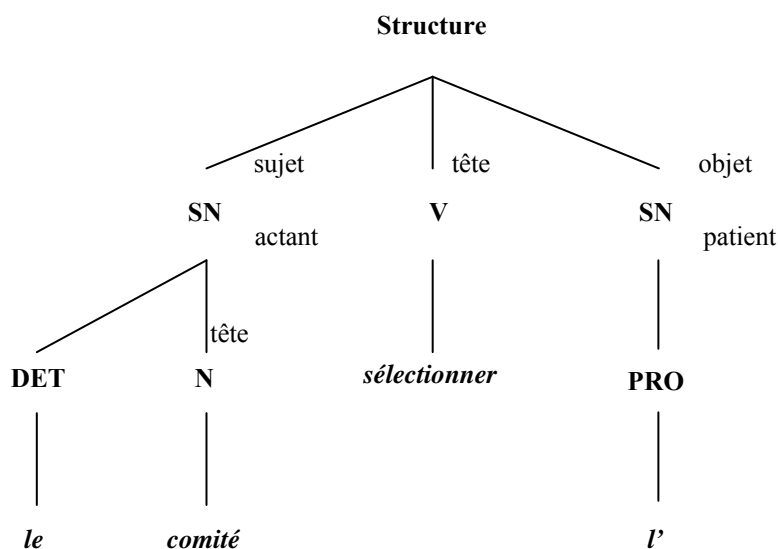 Structure
sujet tête objet
SN V SN
actant patient
tête
DET N sélectionner PRO
le comité l’